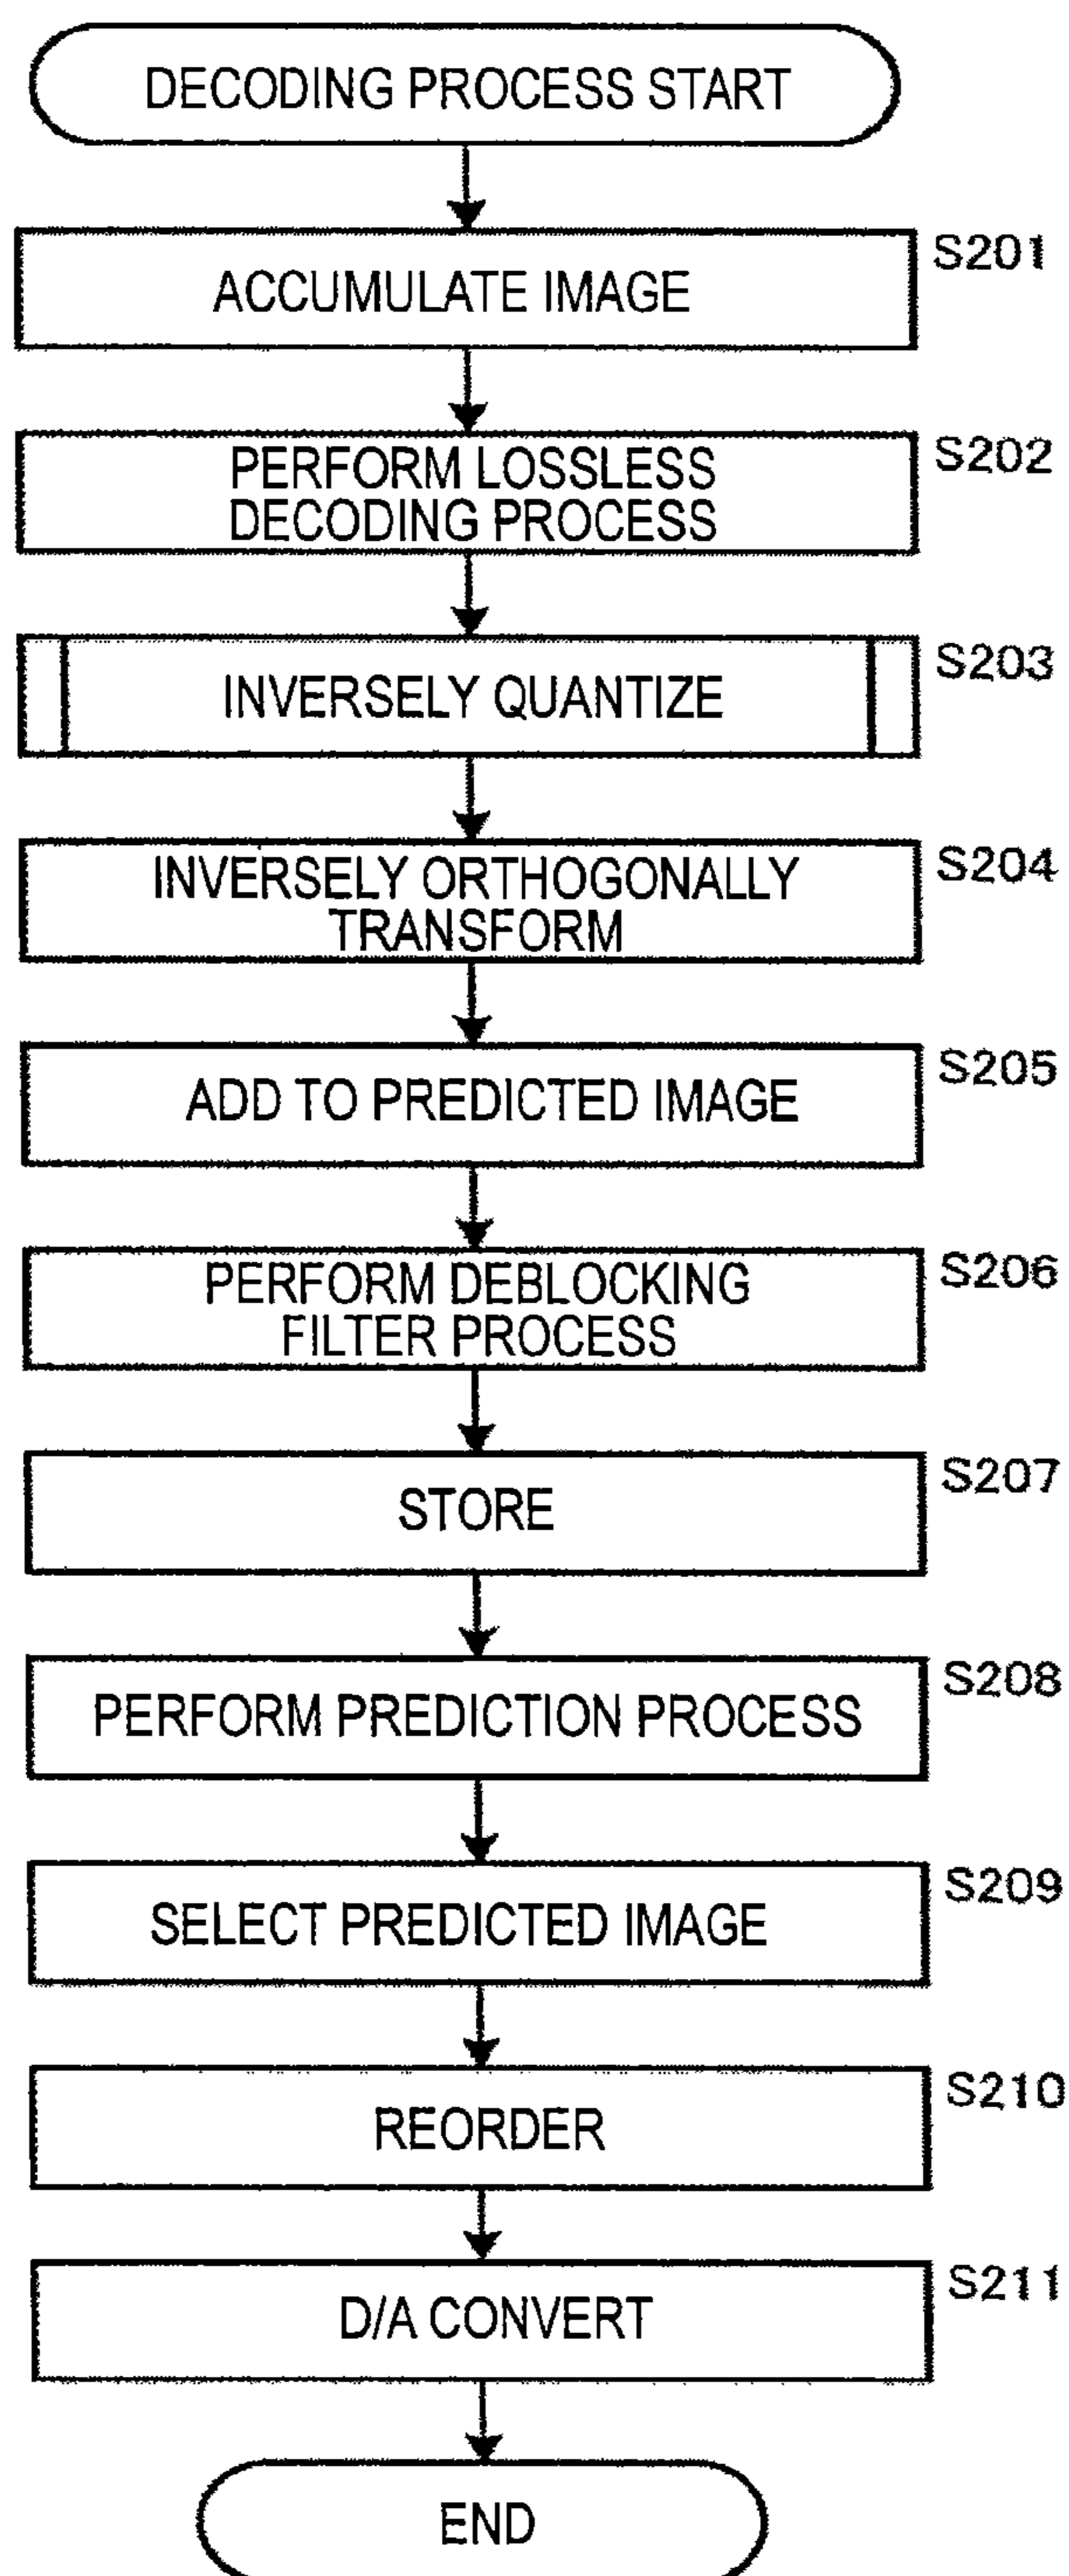 DECODING PROCESS START
S201
ACCUMULATE IMAGE
S202
PERFORM LOSSLESS
DECODING PROCESS
S203
INVERSELY QUANTIZE
S204
INVERSELY ORTHOGONALLY
TRANSFORM
S205
ADD TO PREDICTED IMAGE
S206
PERFORM DEBLOCKING
FILTER PROCESS
S207
STORE
S208
PERFORM PREDICTION PROCESS
S209
SELECT PREDICTED IMAGE
S210
REORDER
S211
D/A CONVERT
END